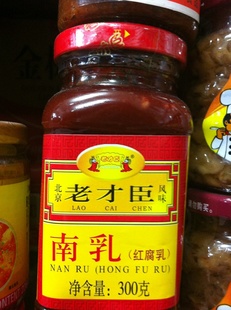 北京
老才臣
风味
LAO CAI CHEN
南乳(红腐乳)
NAN RU (HONG FU RU)
净含量:300克